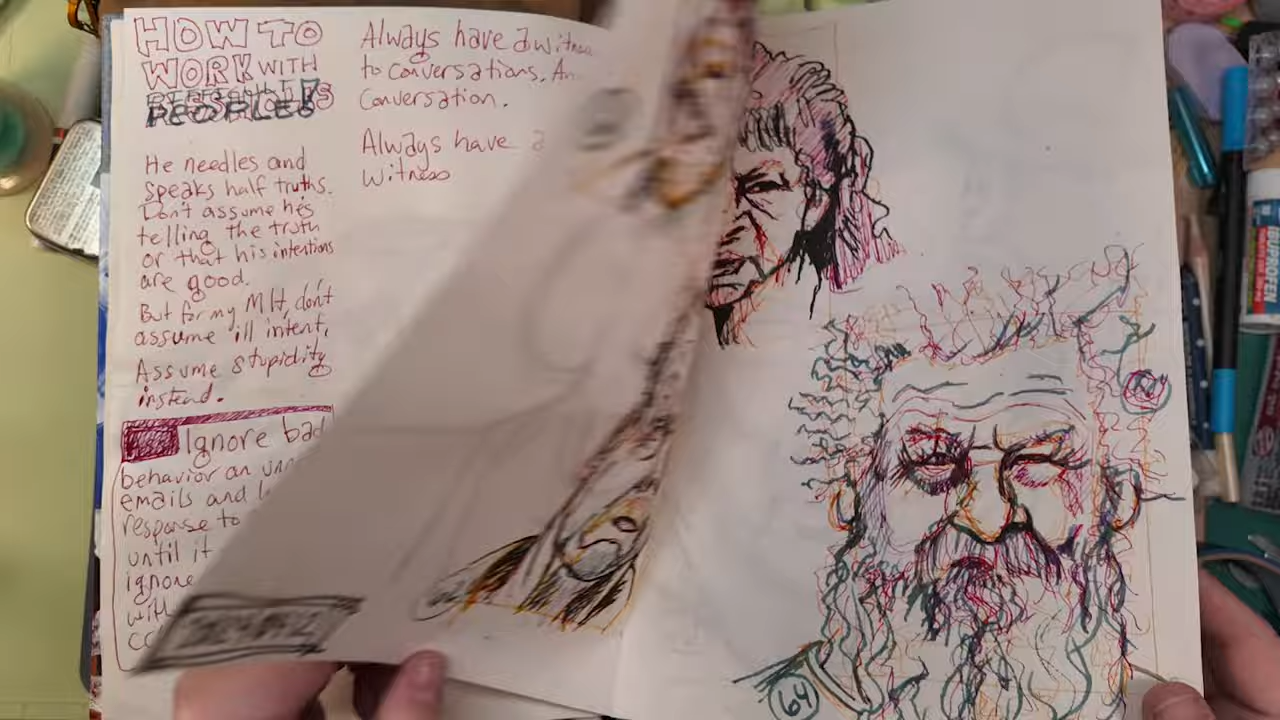 HOW TO
WORK WITH
PEOPLE!
He needles and
speaks half truths.
Don't assume he's
telling the truth
or that his intentions
are good.
But for my MH, don't
assume ill intent,
Assume stupidity
instead.
Ignore bad
behavior on
emails and
response to
until it
ignore
Always have a witness
to conversations. An
Conversation.
Always have a
witness
64